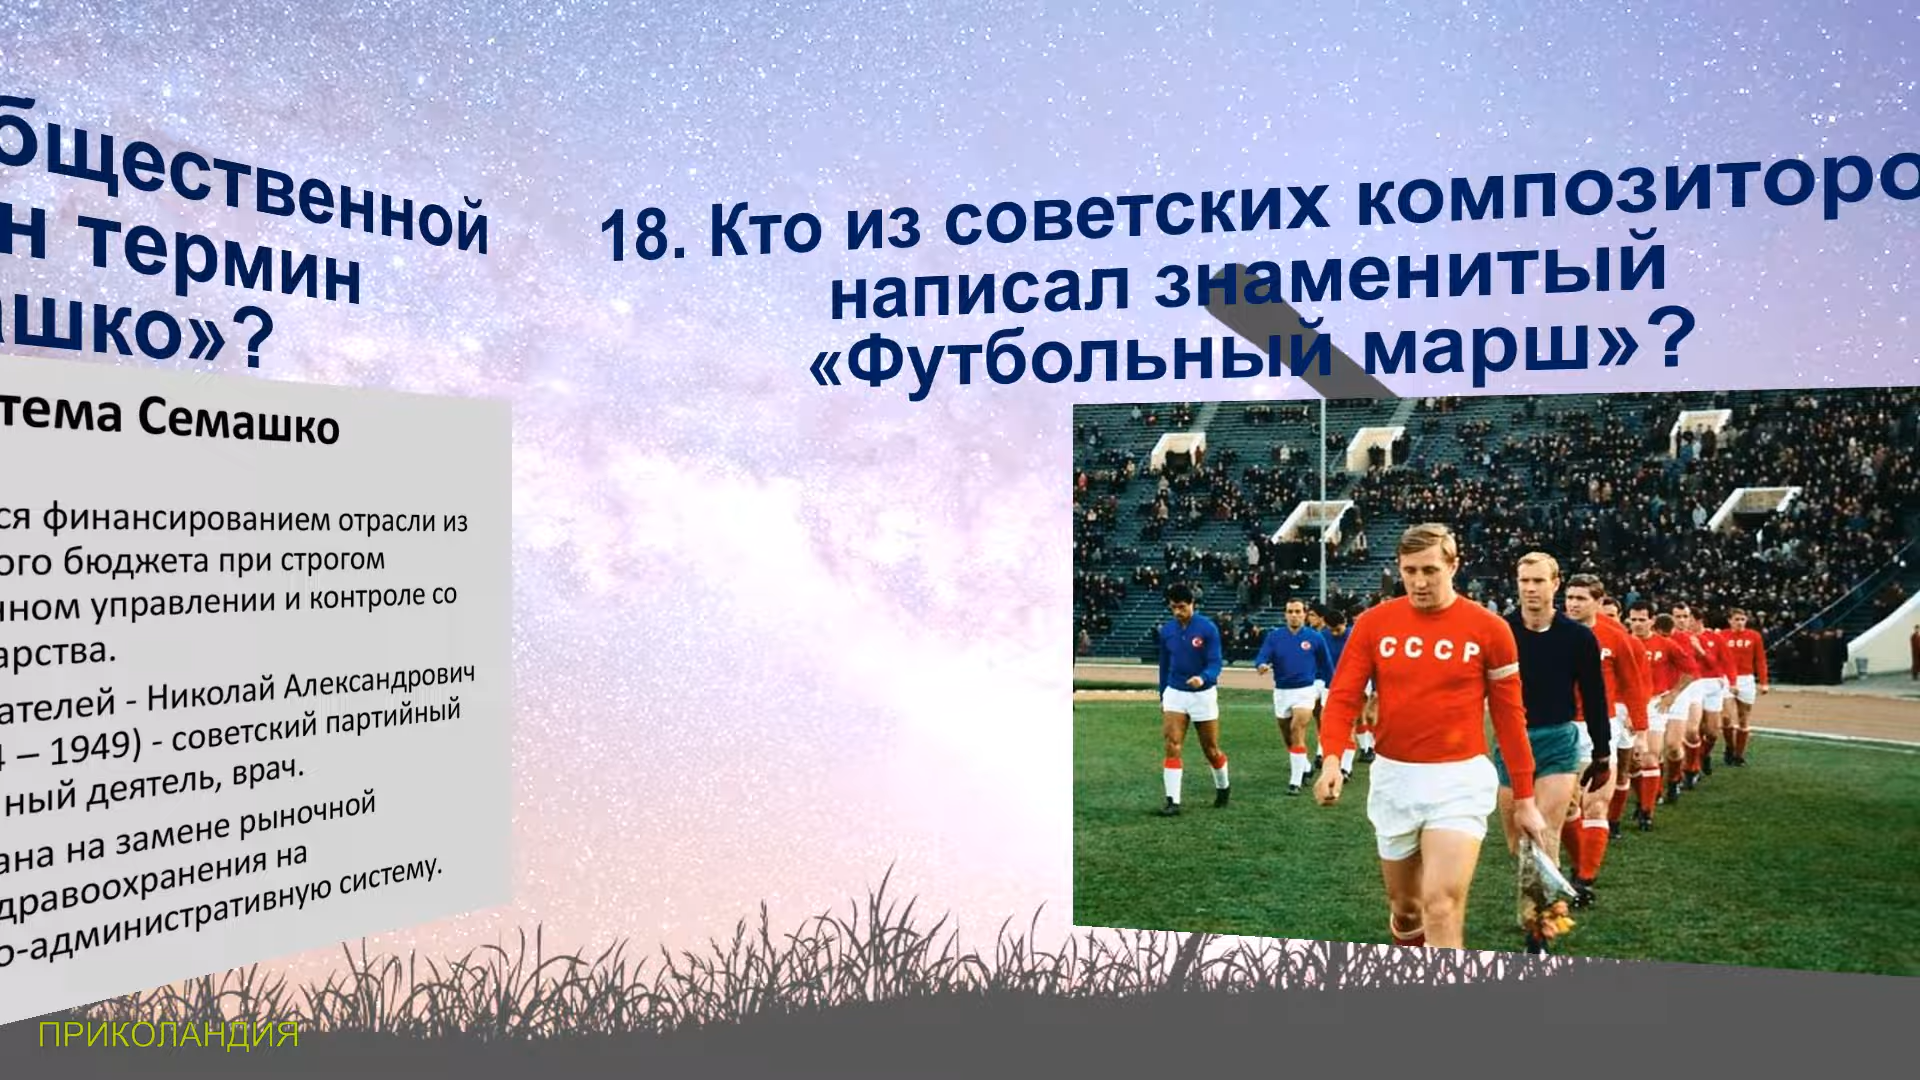 бщественной
н термин
ашко»?
тема Семашко
ся финансированием отрасли из
ого бюджета при строгом
нном управлении и контроле со
арства.
ателей - Николай Александрович
4 – 1949) - советский партийный
ный деятель, врач.
ана на замене рыночной
дравоохранения на
о-административную систему.
18. Кто из советских композиторо
написал знаменитый
«Футбольный марш»?
СССР
ПРИКОЛАНДИЯ